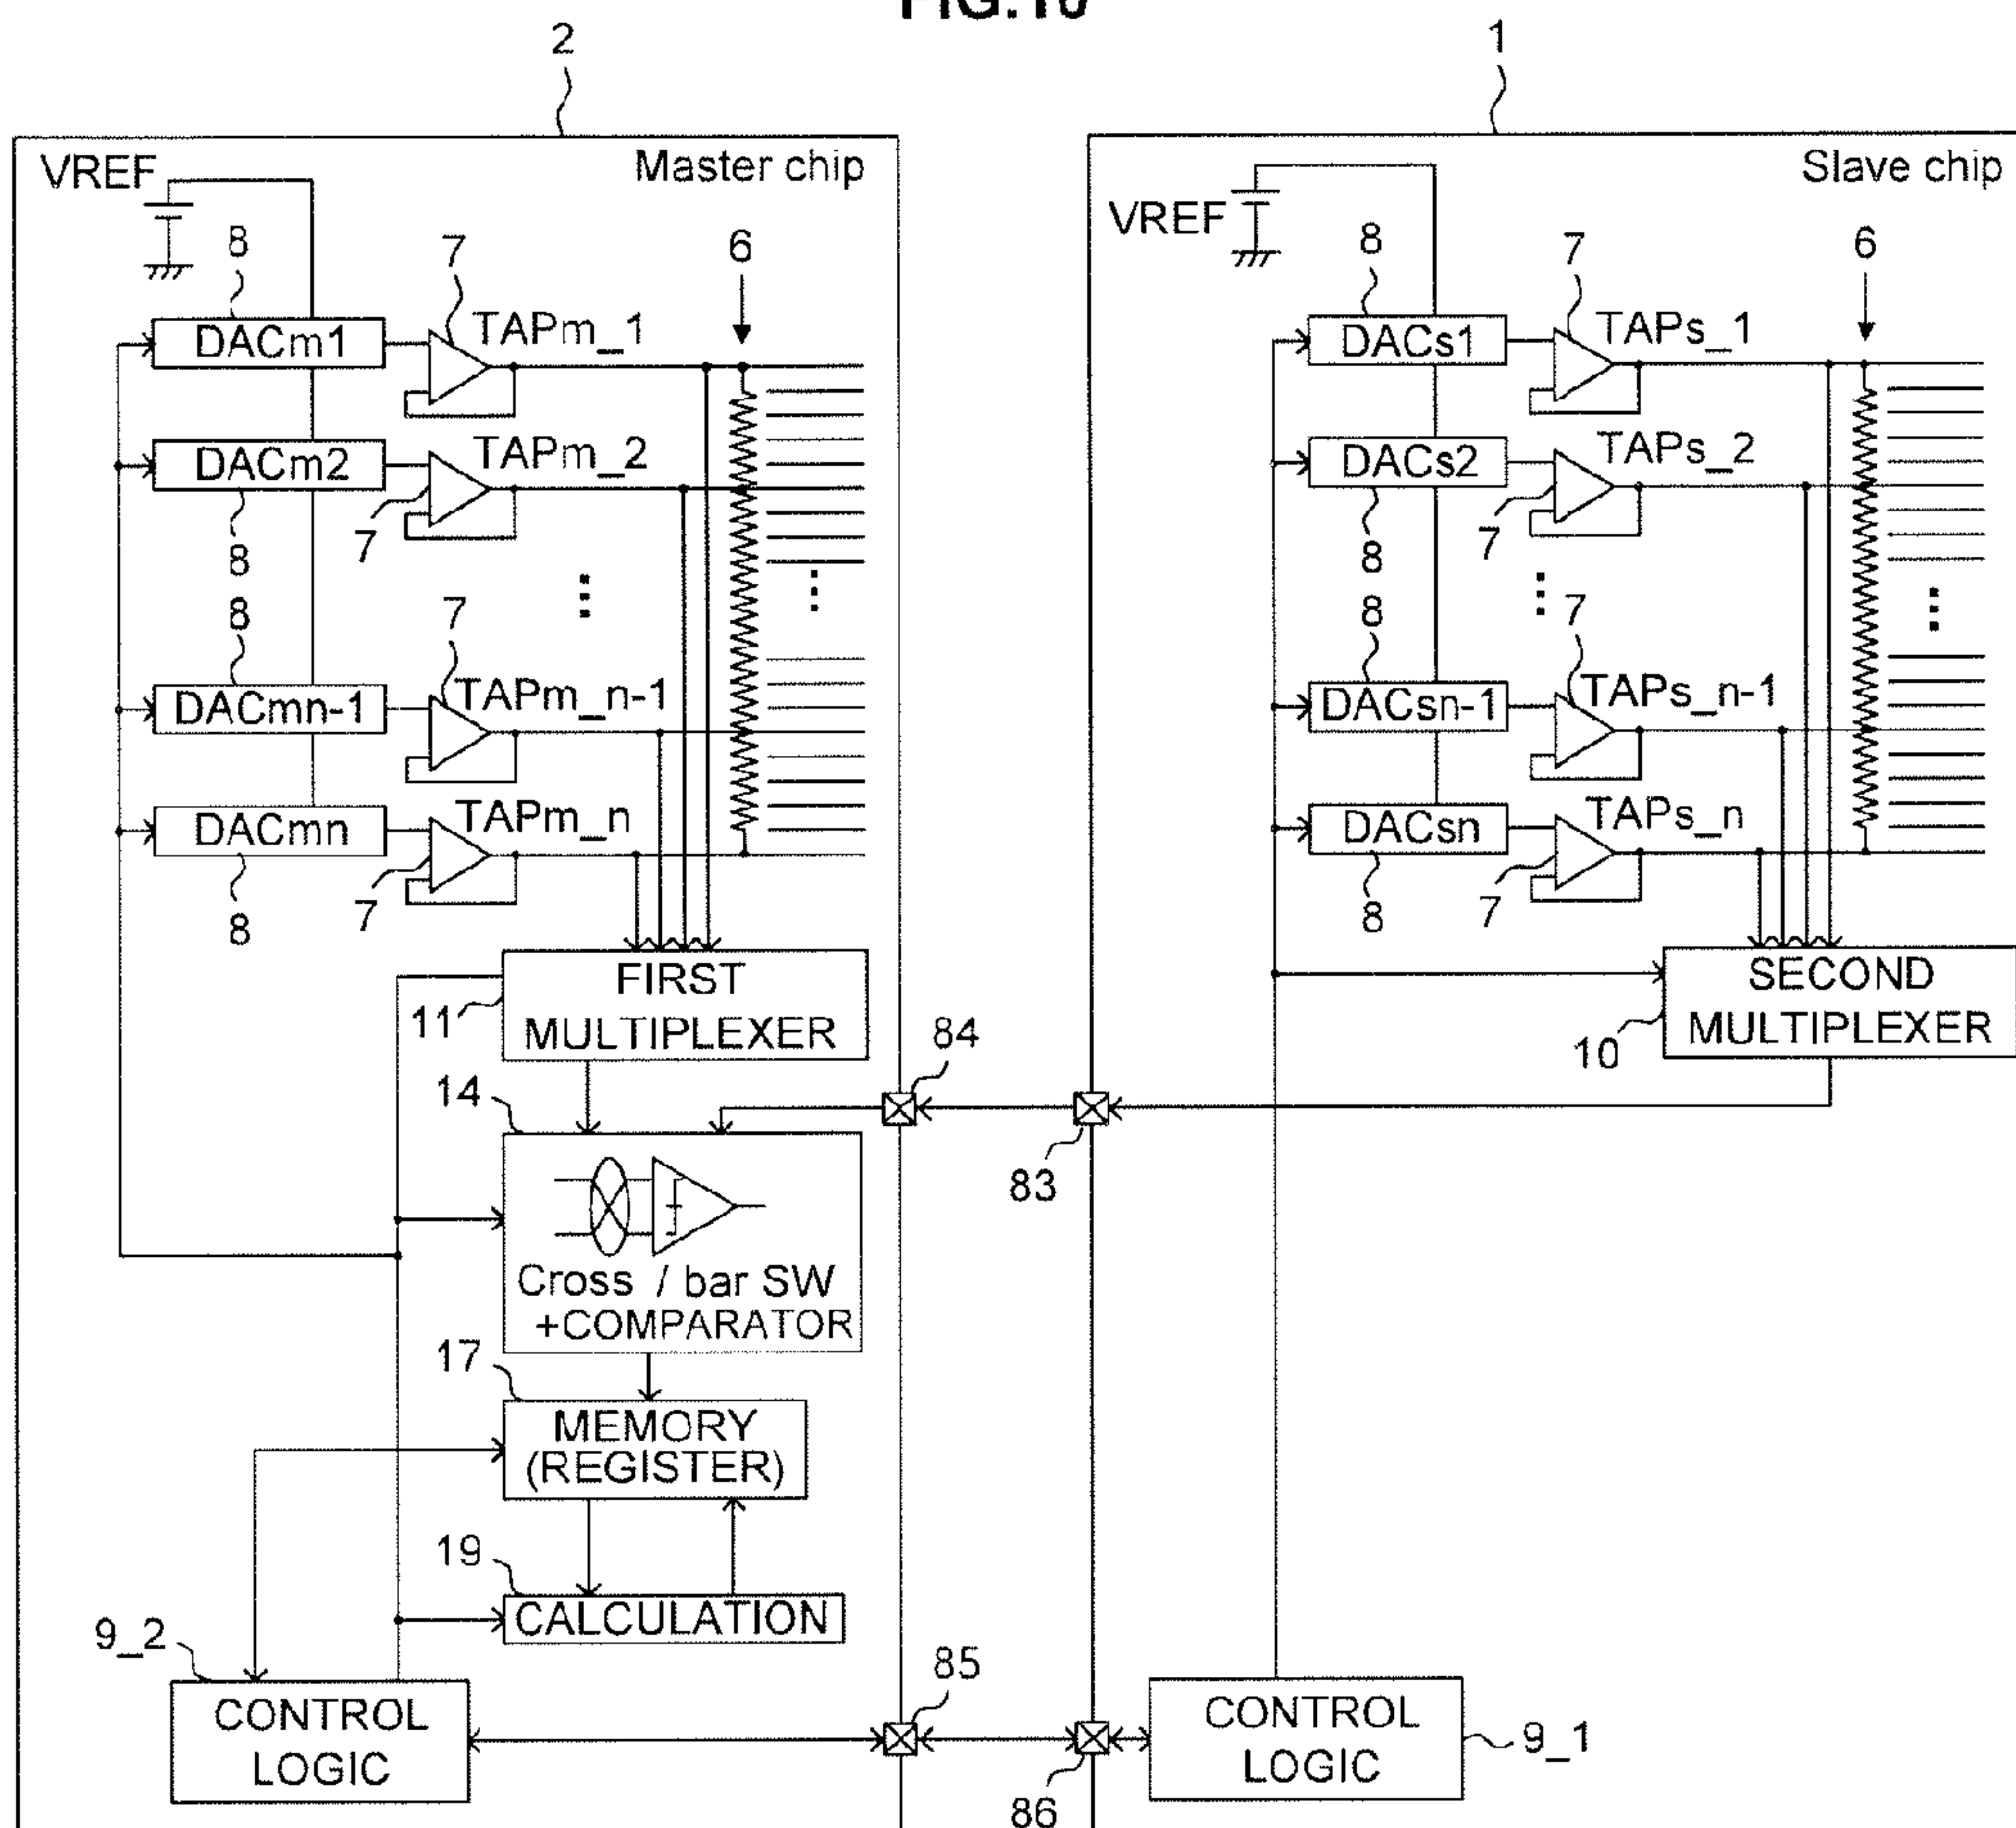 2
1
VREF
Master chip
8
7
6
DACm1
TAPm_1
DACm2
TAPm_2
7
8
8
7
DACmn-1
TAPm_n-1
DACmn
TAPm_n
7
8
FIRST
MULTIPLEXER
11
14
84
Cross / bar SW
+COMPARATOR
17
MEMORY
(REGISTER)
19
CALCULATION
9_2
CONTROL
LOGIC
85
Slave chip
VREF
8
7
6
DACs1
TAPs_1
DACs2
TAPs_2
7
8
8
7
DACsn-1
TAPs_n-1
DACsn
TAPs_n
7
8
SECOND
MULTIPLEXER
10
83
CONTROL
LOGIC
9_1
86